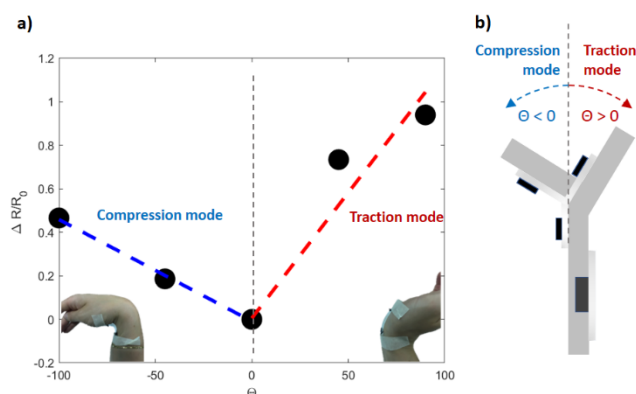 a)
b)
Δ R/R0
1.2
1
0.8
0.6
0.4
0.2
0
-0.2
-100
-50
0
50
100
Θ
Compression mode
Traction mode
Compression mode
Traction mode
Θ < 0
Θ > 0